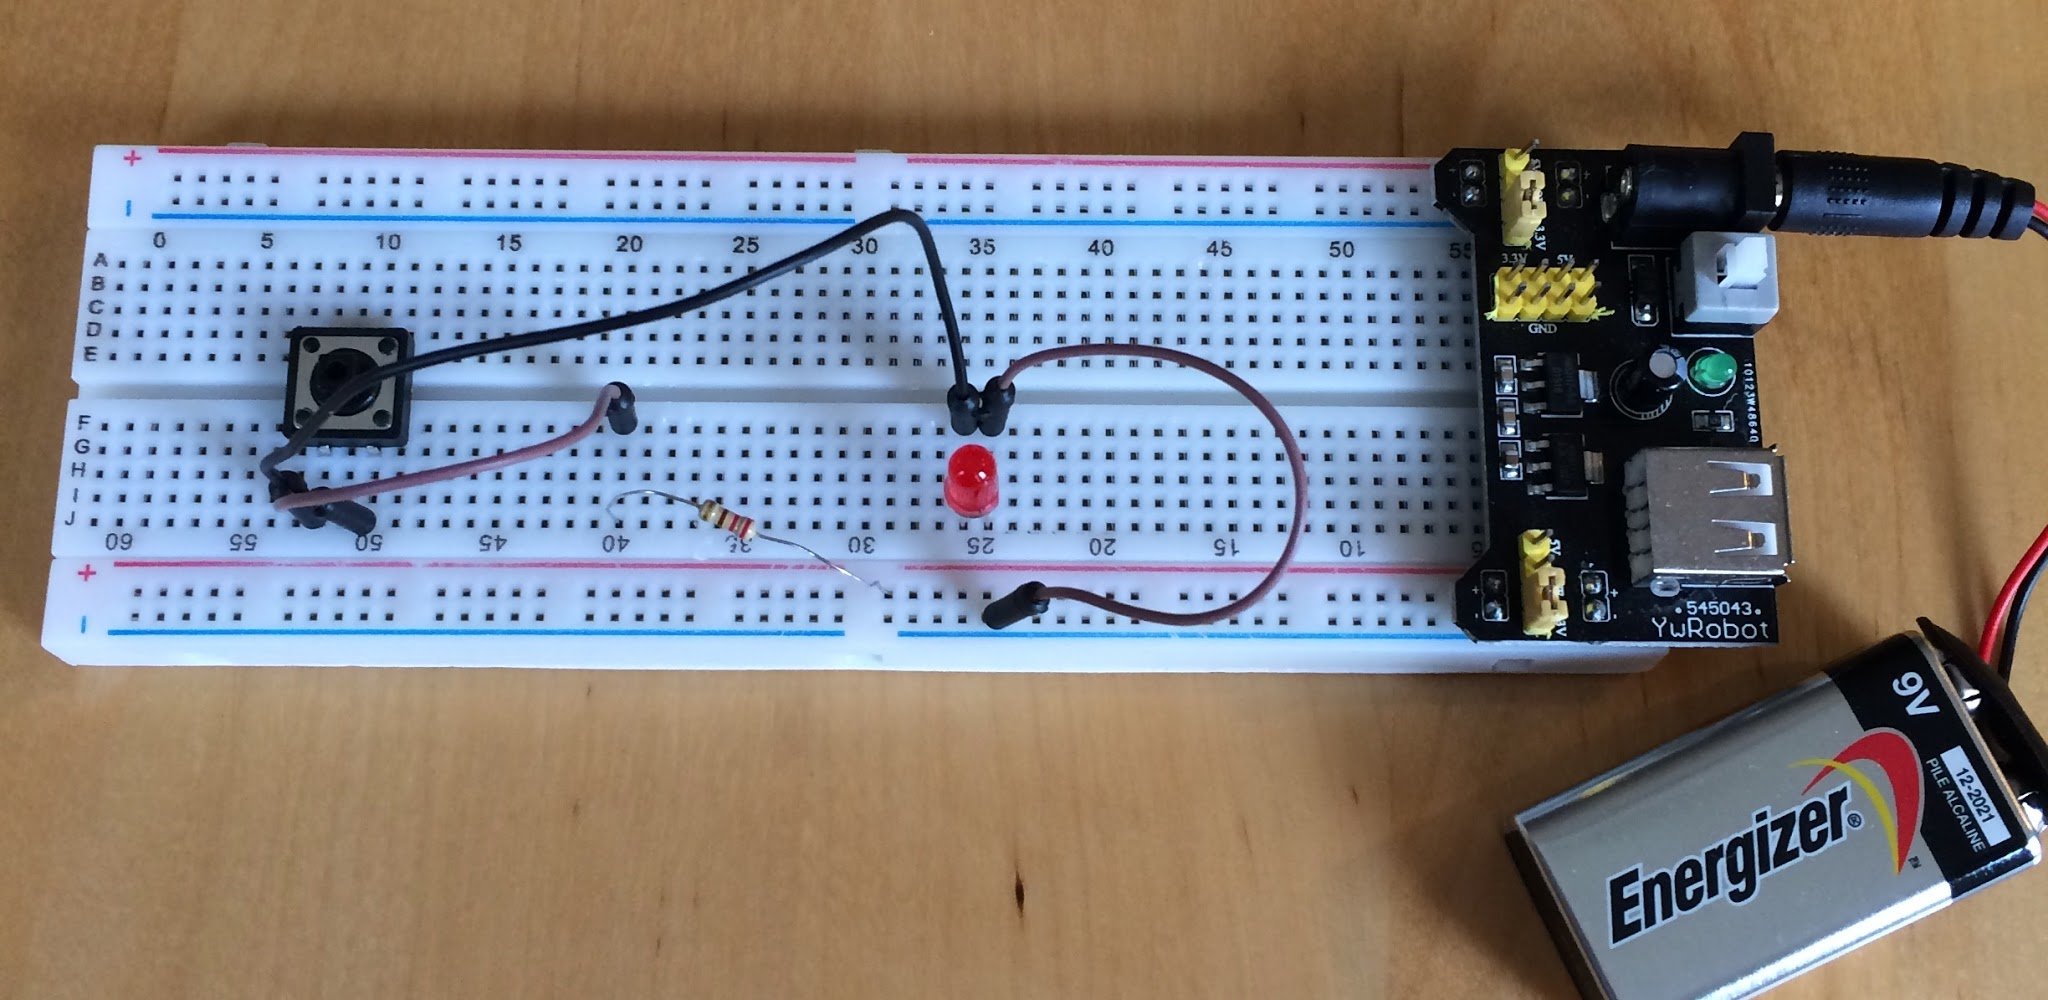 +
0 5 10 15 20 25 30 35 40 45 50 55
A
B
C
D
E
F
G
H
I
J
60 55 50 45 40 35 30 25 20 15 10 5
+
3.3V
3.3V 5V
GND
5V
545043
YwRobot
9V
12-2021
PILE ALCALINE
Energizer®